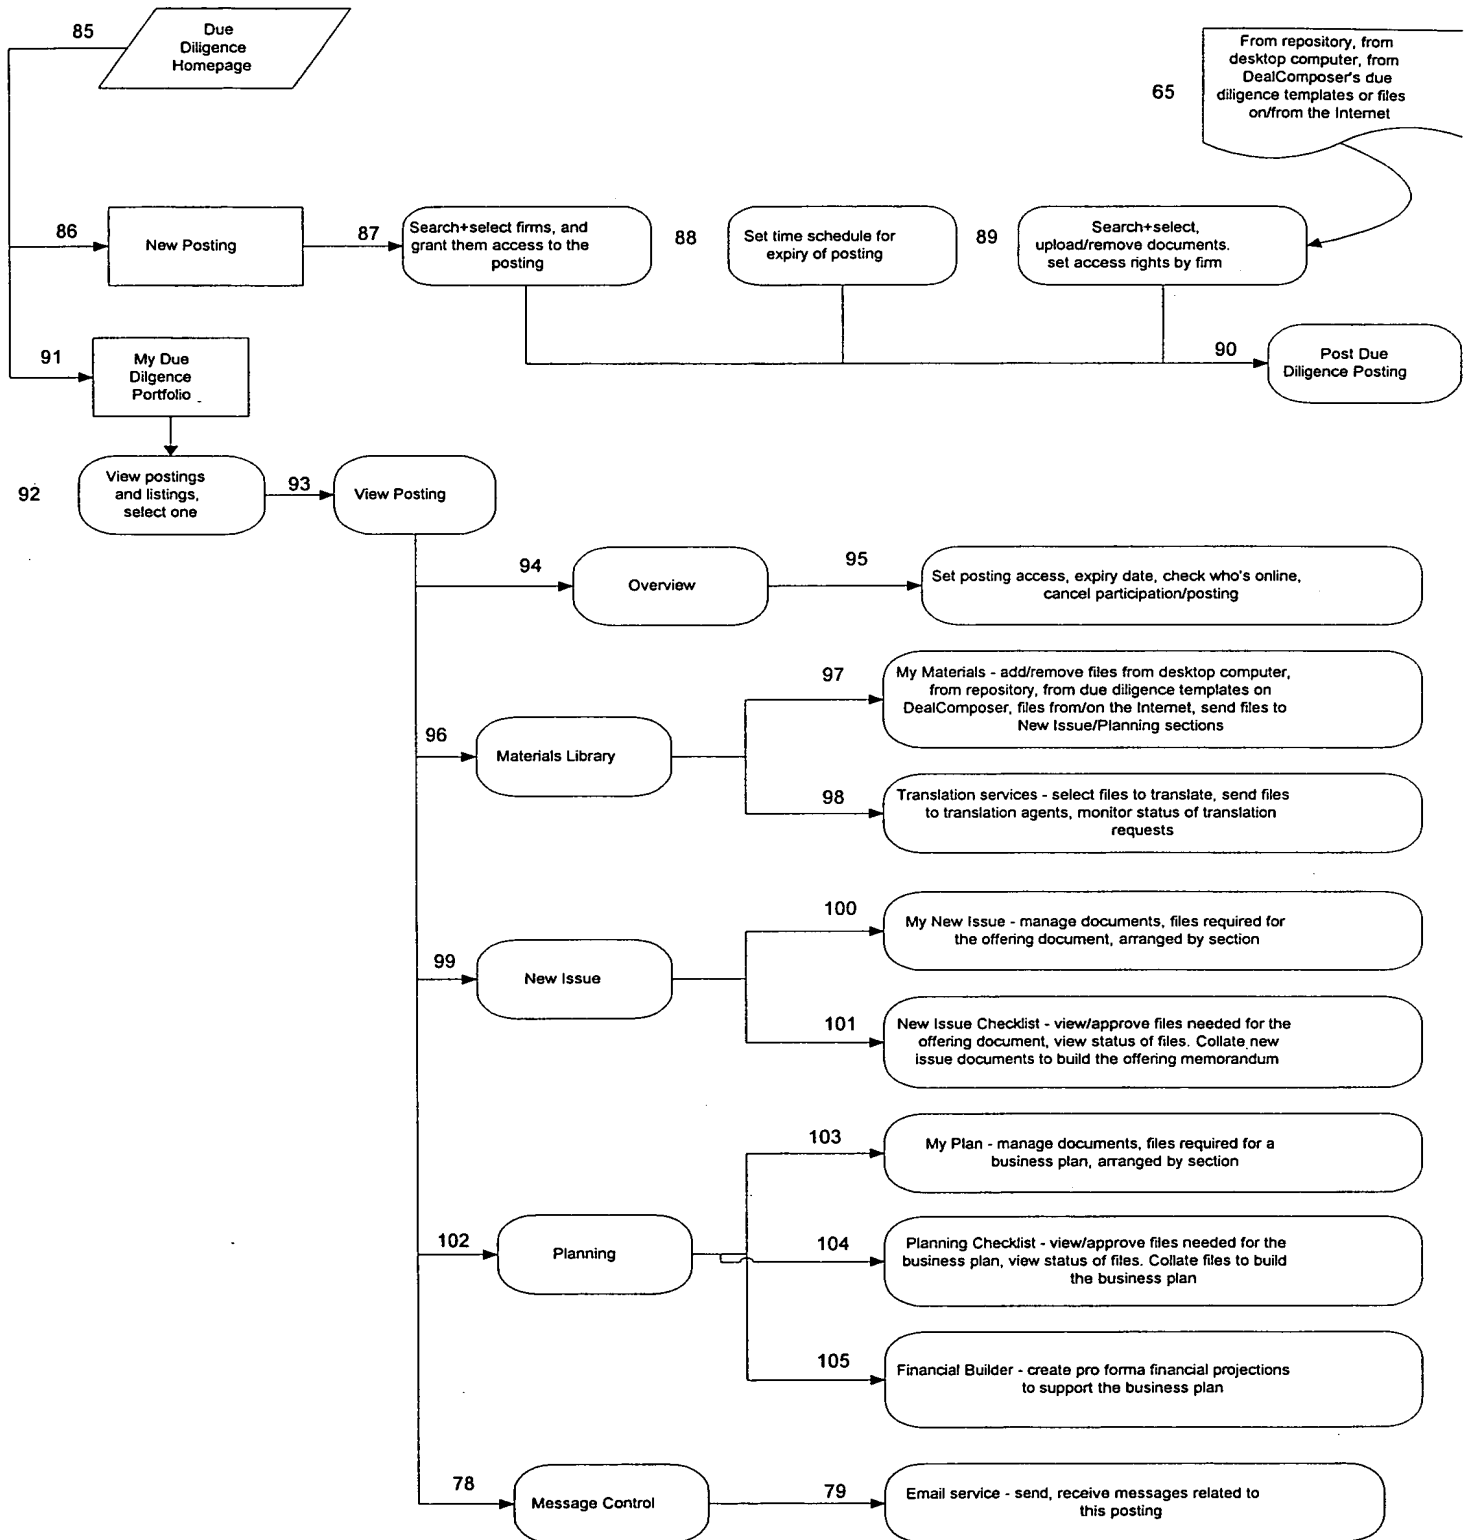 85
Due
Diligence
Homepage
From repository, from
desktop computer, from
DealComposer's due
diligence templates or files
on/from the Internet
65
86
New Posting
87
Search+select firms, and
grant them access to the
posting
88
Set time schedule for
expiry of posting
89
Search+select,
upload/remove documents.
set access rights by firm
91
My Due
Dilgence
Portfolio
90
Post Due
Diligence Posting
92
View postings
and listings,
select one
93
View Posting
94
Overview
95
Set posting access, expiry date, check who's online,
cancel participation/posting
96
Materials Library
97
My Materials - add/remove files from desktop computer,
from repository, from due diligence templates on
DealComposer, files from/on the Internet, send files to
New Issue/Planning sections
98
Translation services - select files to translate, send files
to translation agents, monitor status of translation
requests
99
New Issue
100
My New Issue - manage documents, files required for
the offering document, arranged by section
101
New Issue Checklist - view/approve files needed for the
offering document, view status of files. Collate new
issue documents to build the offering memorandum
102
Planning
103
My Plan - manage documents, files required for a
business plan, arranged by section
104
Planning Checklist - view/approve files needed for the
business plan, view status of files. Collate files to build
the business plan
105
Financial Builder - create pro forma financial projections
to support the business plan
78
Message Control
79
Email service - send, receive messages related to
this posting